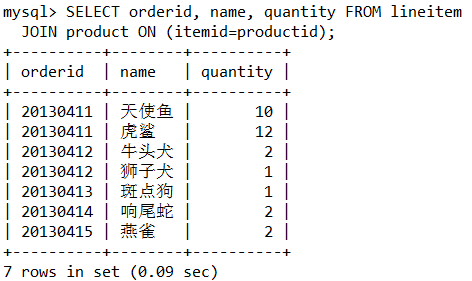 mysql> SELECT orderid, name, quantity FROM lineitem
  JOIN product ON (itemid=productid);
+----------+--------+----------+
| orderid | name | quantity |
+----------+--------+----------+
| 20130411 | 天使鱼 | 10 |
| 20130411 | 虎鲨 | 12 |
| 20130412 | 牛头犬 | 2 |
| 20130412 | 狮子犬 | 1 |
| 20130413 | 斑点狗 | 1 |
| 20130414 | 响尾蛇 | 2 |
| 20130415 | 燕雀 | 2 |
+----------+--------+----------+
7 rows in set (0.09 sec)